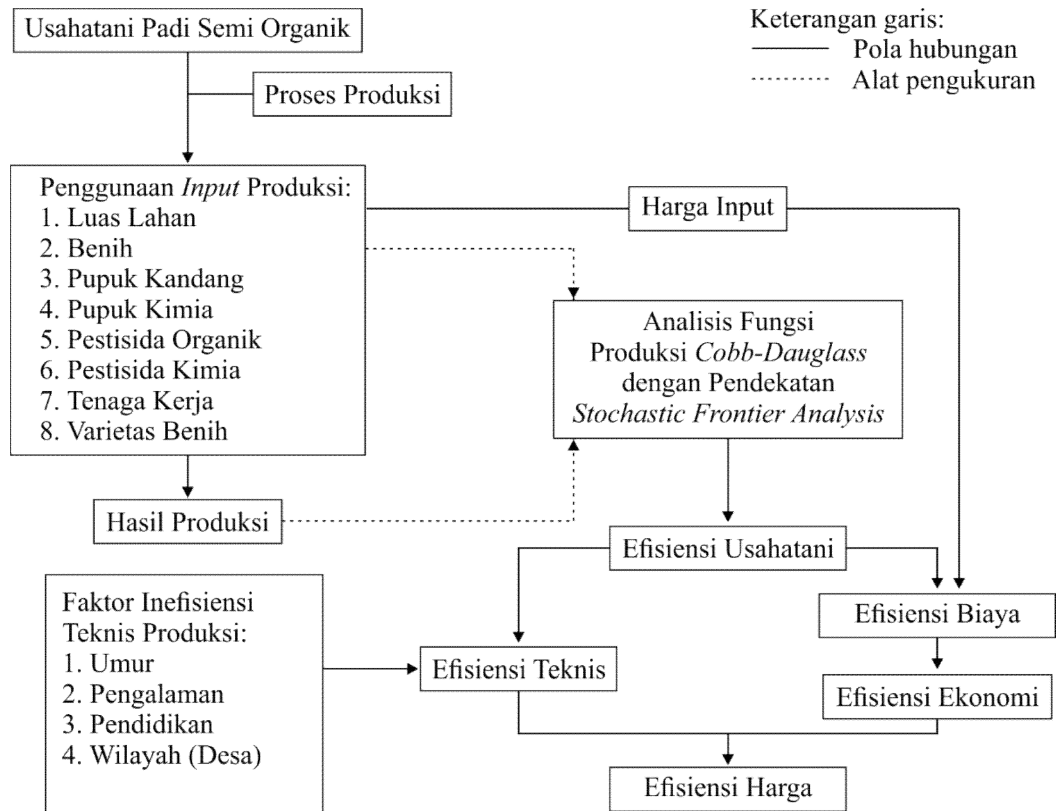 Usahatani Padi Semi Organik
Keterangan garis:
Pola hubungan
Alat pengukuran
Proses Produksi
Penggunaan Input Produksi:
1. Luas Lahan
2. Benih
3. Pupuk Kandang
4. Pupuk Kimia
5. Pestisida Organik
6. Pestisida Kimia
7. Tenaga Kerja
8. Varietas Benih
Harga Input
Analisis Fungsi
Produksi Cobb-Dauglass
dengan Pendekatan
Stochastic Frontier Analysis
Hasil Produksi
Efisiensi Usahatani
Faktor Inefisiensi
Teknis Produksi:
1. Umur
2. Pengalaman
3. Pendidikan
4. Wilayah (Desa)
Efisiensi Biaya
Efisiensi Teknis
Efisiensi Ekonomi
Efisiensi Harga